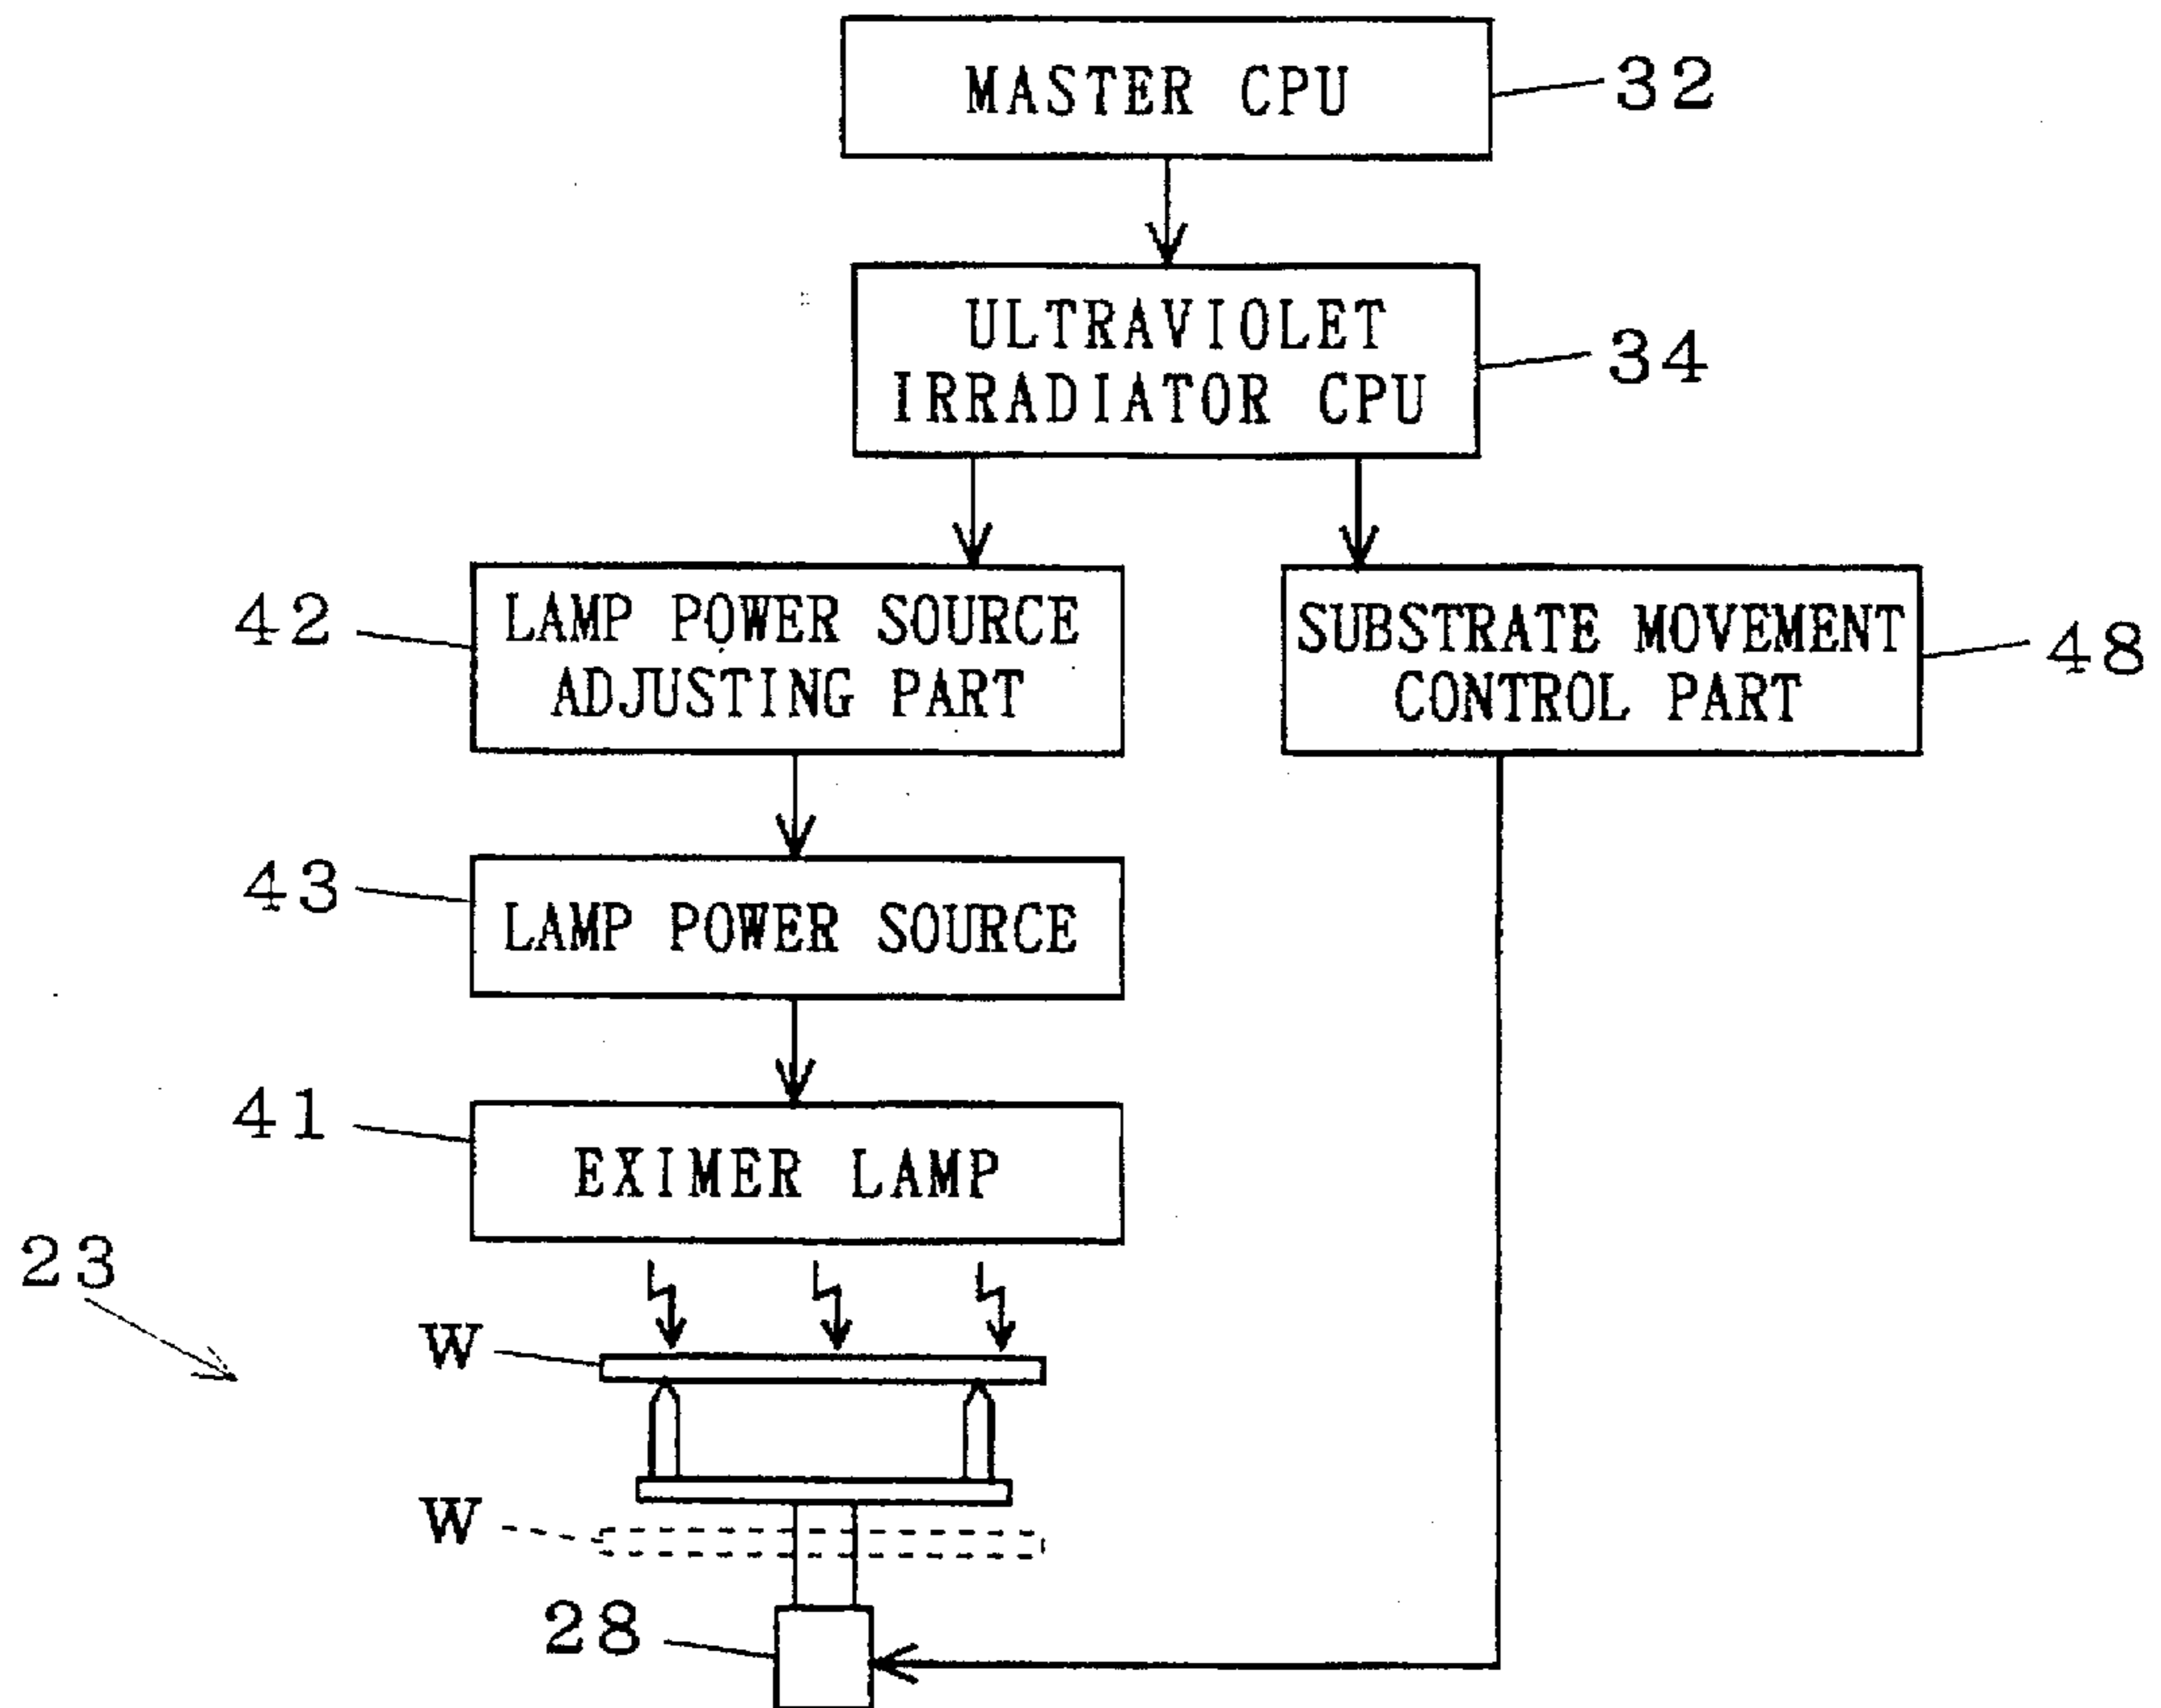 MASTER CPU
32
ULTRAVIOLET
IRRADIATOR CPU
34
42
LAMP POWER SOURCE
ADJUSTING PART
SUBSTRATE MOVEMENT
CONTROL PART
48
43
LAMP POWER SOURCE
41
EXIMER LAMP
23
W
W
28